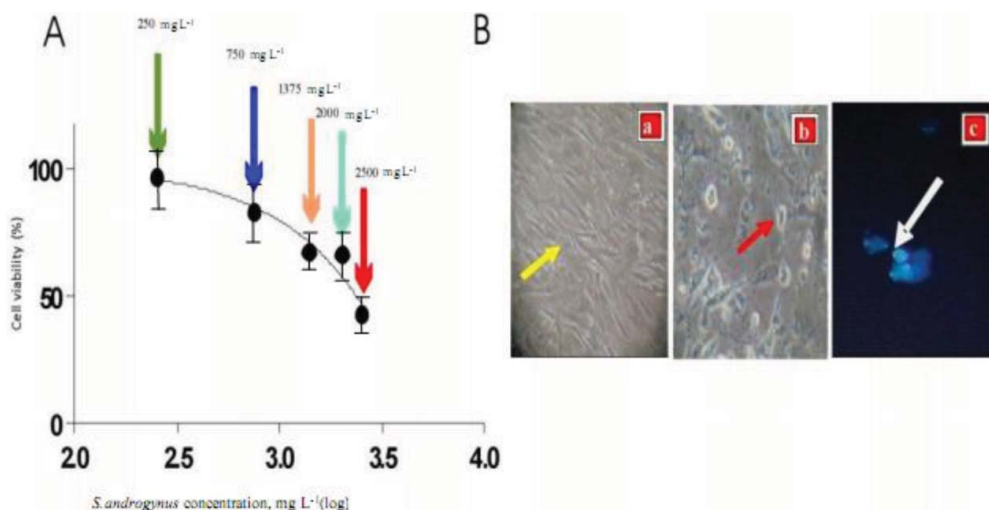 A
B
250 mg L⁻¹
750 mg L⁻¹
1375 mg L⁻¹
2000 mg L⁻¹
2500 mg L⁻¹
100
50
0
Cell viability (%)
2.0 2.5 3.0 3.5 4.0
S.androgynus concentration, mg L⁻¹(log)
a
b
c